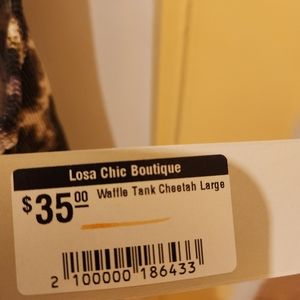 Losa Chic Boutique
$35.00 Waffle Tank Cheetah Large
2 100000 186433